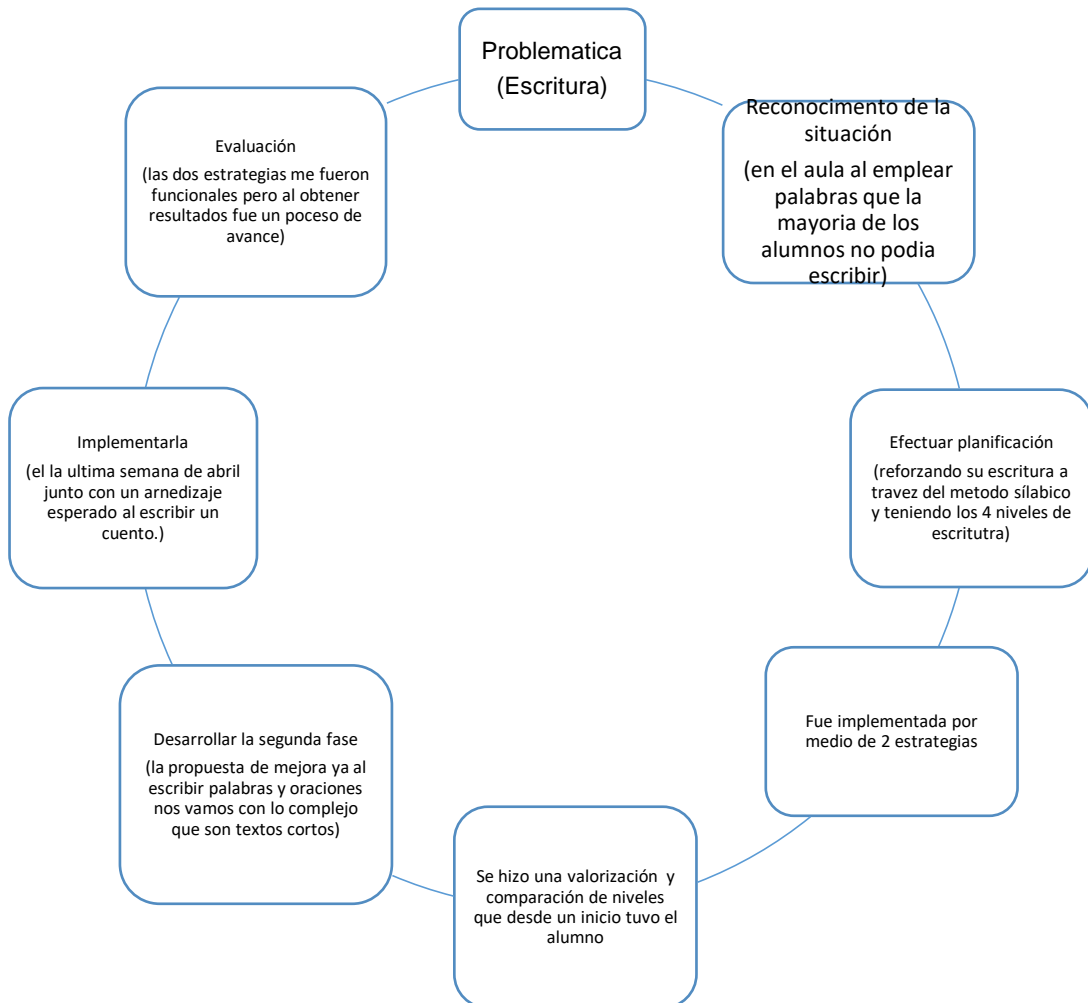 Problematica
(Escritura)
Reconocimento de la
situación
(en el aula al emplear
palabras que la
mayoria de los
alumnos no podia
escribir)
Efectuar planificación
(reforzando su escritura a
travez del metodo sílabico
y teniendo los 4 niveles de
escritutra)
Fue implementada por
medio de 2 estrategias
Se hizo una valorización y
comparación de niveles
que desde un inicio tuvo el
alumno
Desarrollar la segunda fase
(la propuesta de mejora ya al
escribir palabras y oraciones
nos vamos con lo complejo
que son textos cortos)
Implementarla
(el la ultima semana de abril
junto con un arnedizaje
esperado al escribir un
cuento.)
Evaluación
(las dos estrategias me fueron
funcionales pero al obtener
resultados fue un poceso de
avance)